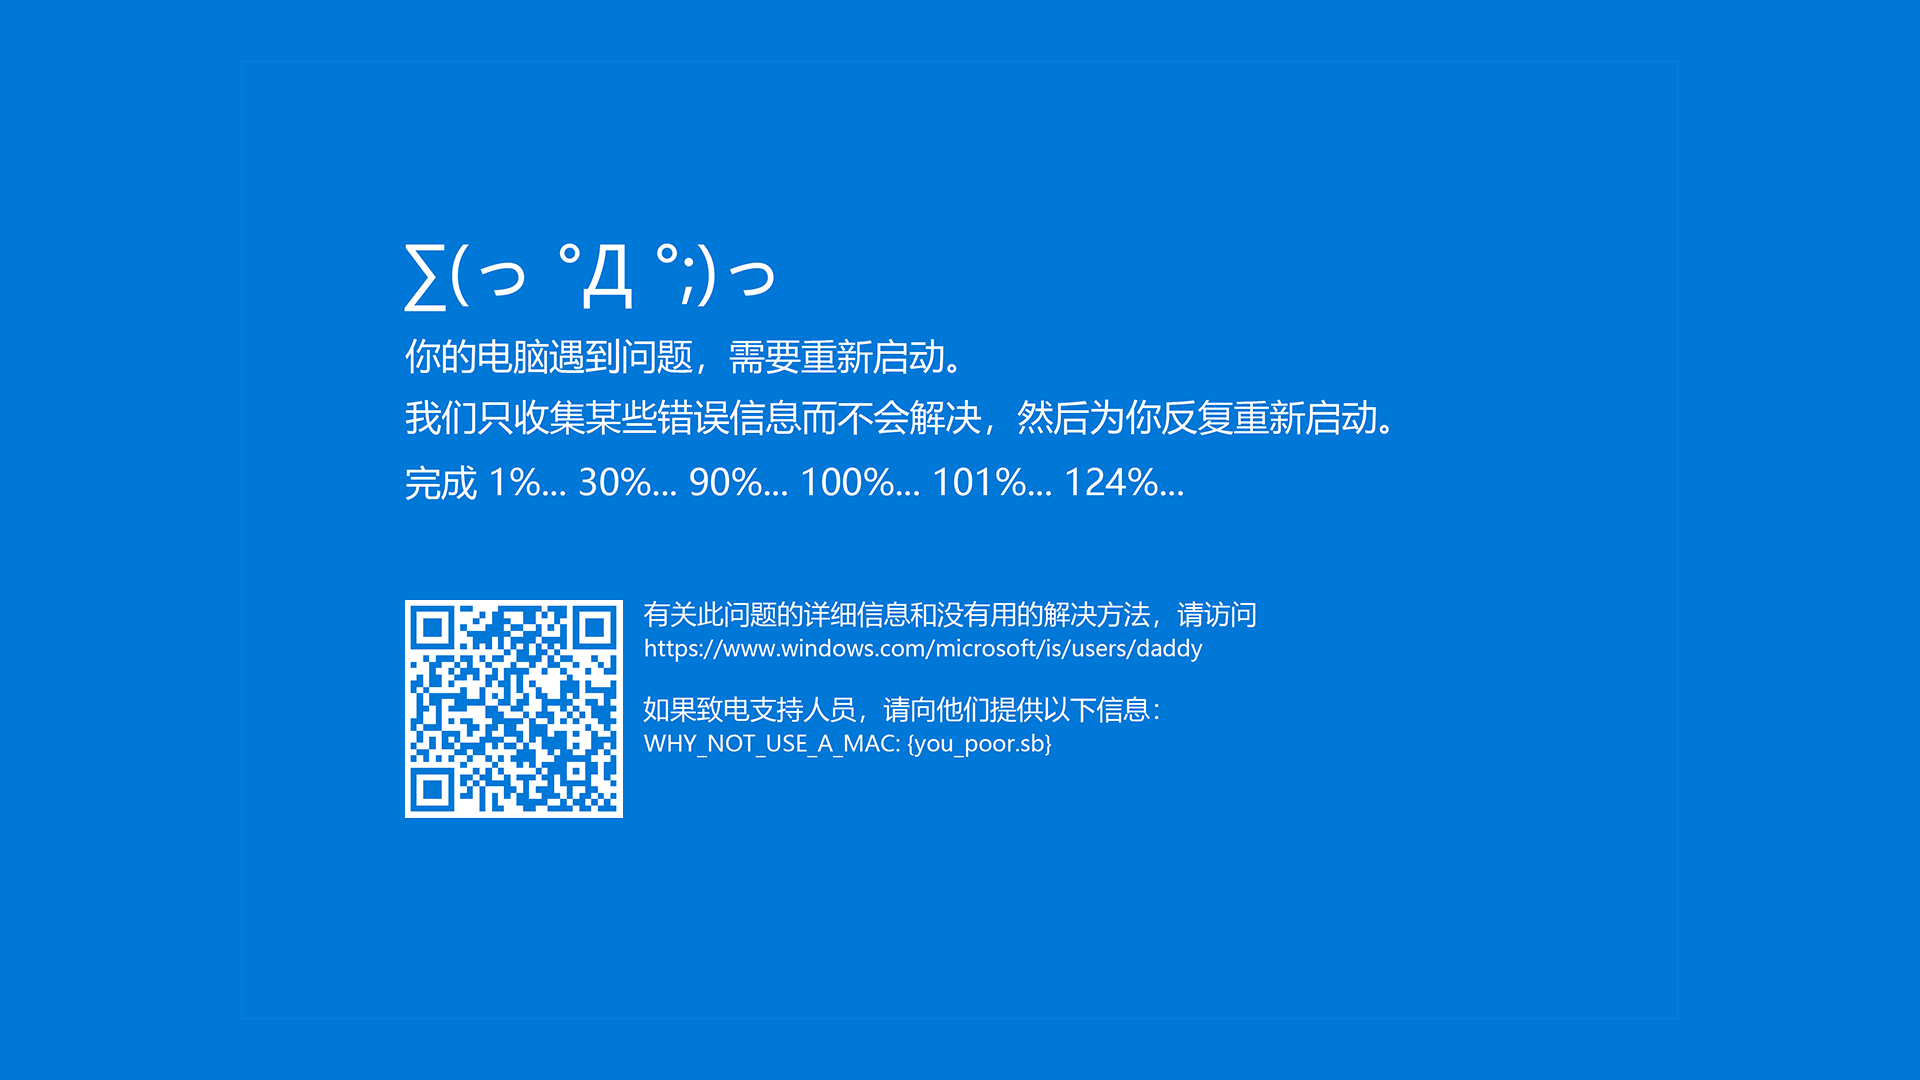 ∑(っ °Д °;)っ
你的电脑遇到问题，需要重新启动。
我们只收集某些错误信息而不会解决，然后为你反复重新启动。
完成 1%... 30%... 90%... 100%... 101%... 124%...
有关此问题的详细信息和没有用的解决方法，请访问
https://www.windows.com/microsoft/is/users/daddy
如果致电支持人员，请向他们提供以下信息：
WHY_NOT_USE_A_MAC: {you_poor.sb}